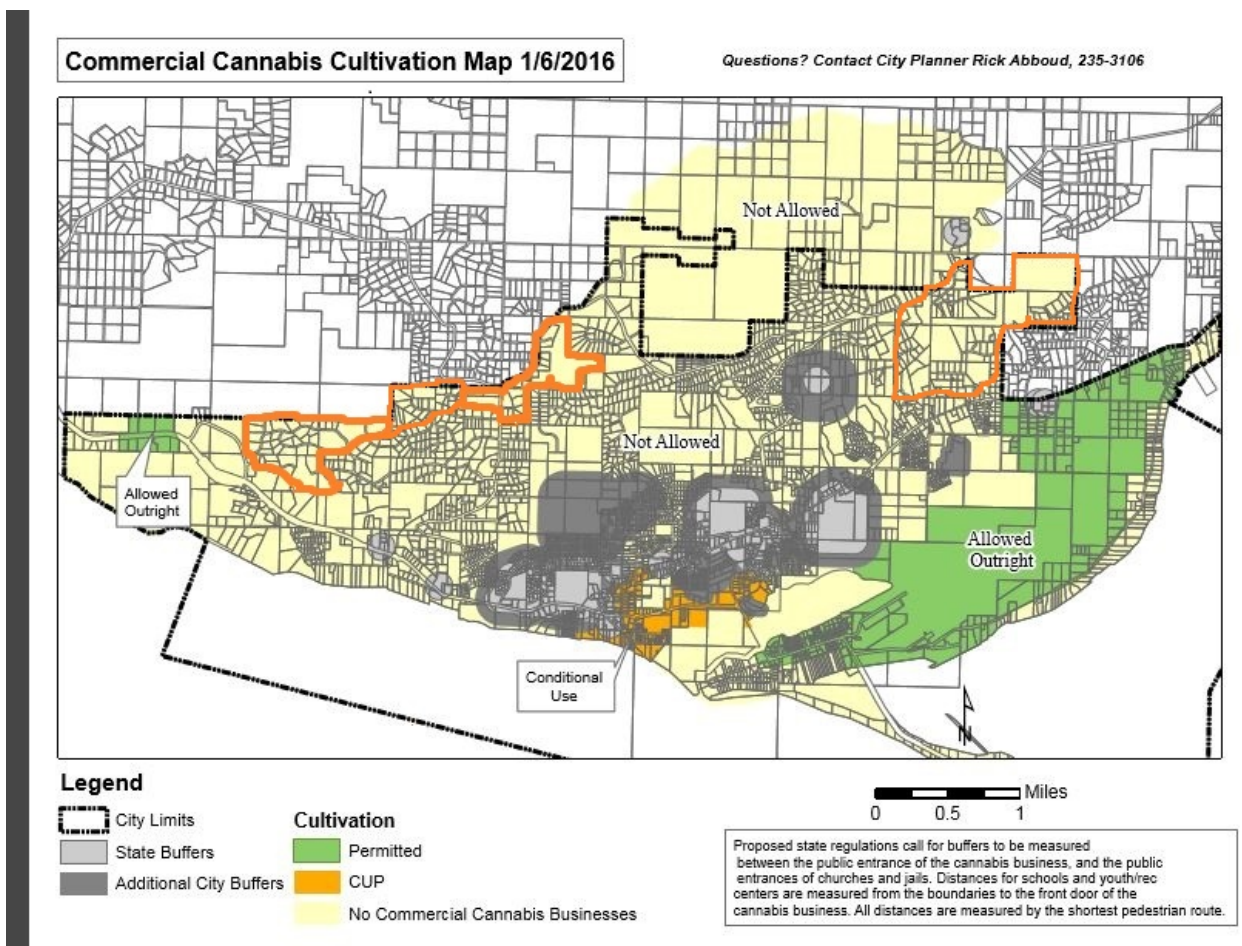 Commercial Cannabis Cultivation Map 1/6/2016
Questions? Contact City Planner Rick Abboud, 235-3106
Not Allowed
Not Allowed
Allowed
Outright
Allowed
Outright
Conditional
Use
N
Legend
City Limits
State Buffers
Additional City Buffers
Cultivation
Permitted
CUP
No Commercial Cannabis Businesses
Miles
0 0.5 1
Proposed state regulations call for buffers to be measured
between the public entrance of the cannabis business, and the public
entrances of churches and jails. Distances for schools and youth/rec
centers are measured from the boundaries to the front door of the
cannabis business. All distances are measured by the shortest pedestrian route.